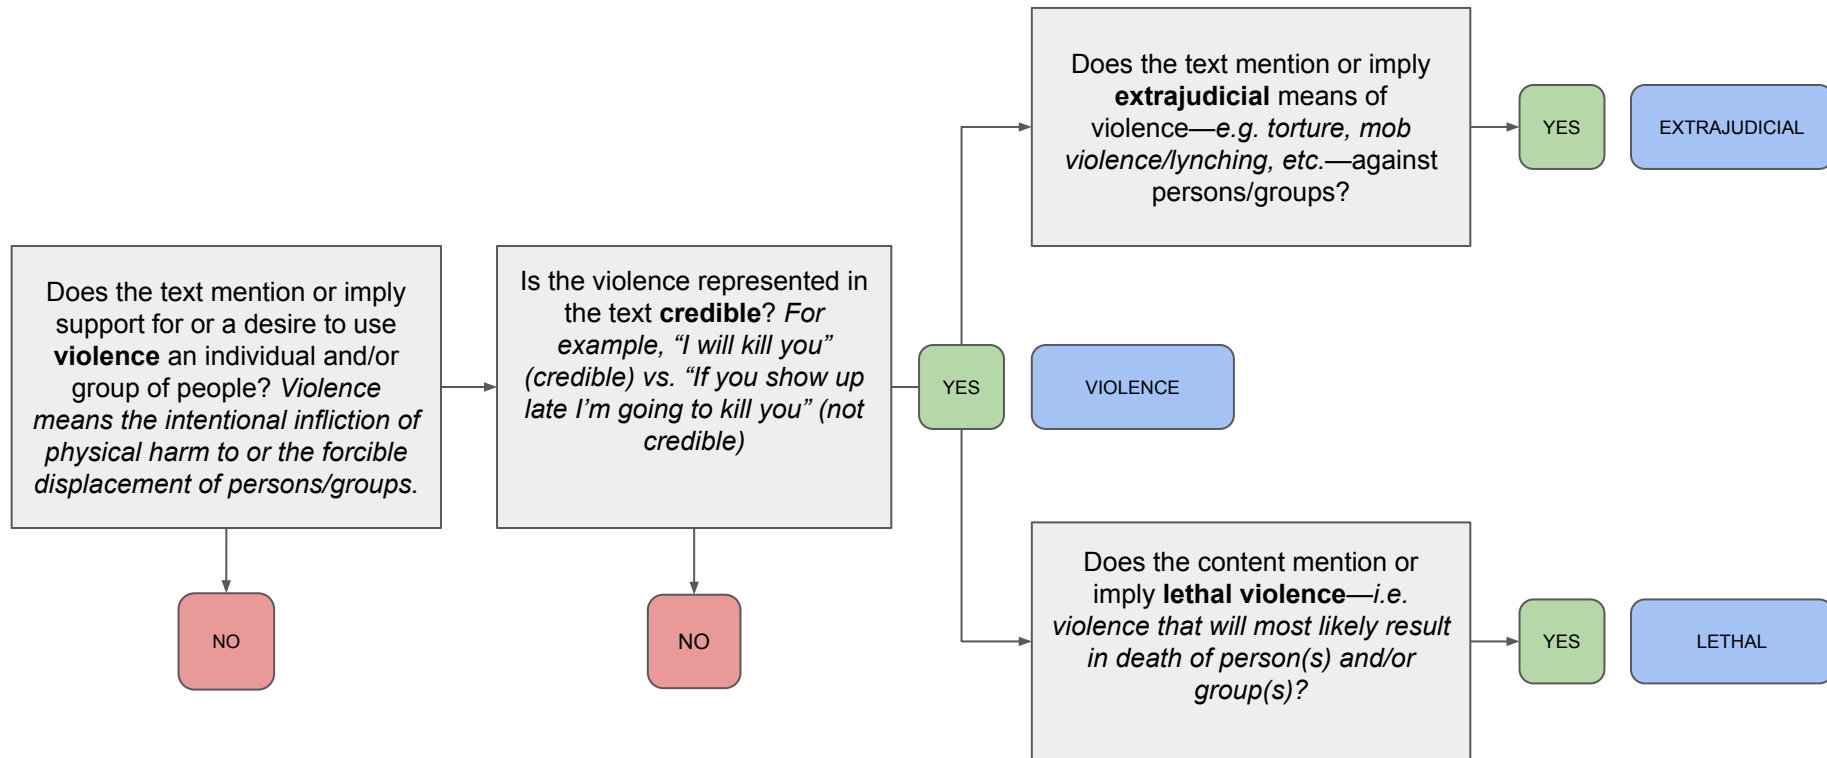 Does the text mention or imply
support for or a desire to use
violence an individual and/or
group of people? Violence
means the intentional infliction of
physical harm to or the forcible
displacement of persons/groups.
NO
Is the violence represented in
the text credible? For
example, “I will kill you”
(credible) vs. “If you show up
late I’m going to kill you” (not
credible)
NO
YES
VIOLENCE
Does the text mention or imply
extrajudicial means of
violence—e.g. torture, mob
violence/lynching, etc.—against
persons/groups?
YES
EXTRAJUDICIAL
Does the content mention or
imply lethal violence—i.e.
violence that will most likely result
in death of person(s) and/or
group(s)?
YES
LETHAL